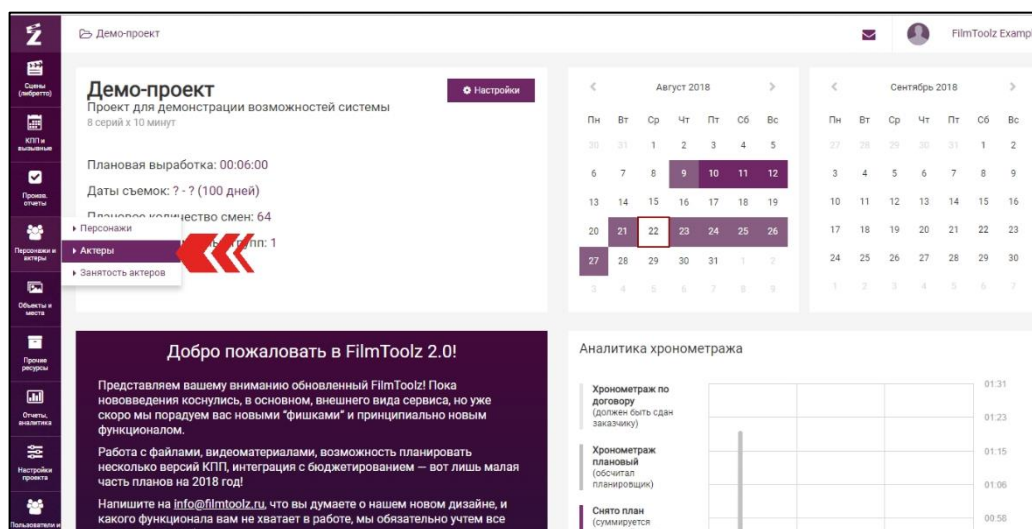 Демо-проект
FilmToolz Exampl
Сцены
(либретто)
КПП и
вызывные
Произв.
отчеты
Персонажи и
актеры
Объекты и
места
Прочие
ресурсы
Отчеты,
аналитика
Настройки
проекта
Пользователи и
Демо-проект
Настройки
Проект для демонстрации возможностей системы
8 серий x 10 минут
Плановая выработка: 00:06:00
Даты съемок: ? - ? (100 дней)
Плановое количество смен: 64
групп: 1
Персонажи
Актеры
Занятость актеров
Август 2018
Пн Вт Ср Чт Пт Сб Вс
30 31 1 2 3 4 5
6 7 8 9 10 11 12
13 14 15 16 17 18 19
20 21 22 23 24 25 26
27 28 29 30 31 1 2
3 4 5 6 7 8 9
Сентябрь 2018
Пн Вт Ср Чт Пт Сб Вс
27 28 29 30 31 1 2
3 4 5 6 7 8 9
10 11 12 13 14 15 16
17 18 19 20 21 22 23
24 25 26 27 28 29 30
1 2 3 4 5 6 7
Добро пожаловать в FilmToolz 2.0!
Представляем вашему вниманию обновленный FilmToolz! Пока
нововведения коснулись, в основном, внешнего вида сервиса, но уже
скоро мы порадуем вас новыми "фишками" и принципиально новым
функционалом.
Работа с файлами, видеоматериалами, возможность планировать
несколько версий КПП, интеграция с бюджетированием — вот лишь малая
часть планов на 2018 год!
Напишите на info@filmtoolz.ru, что вы думаете о нашем новом дизайне, и
какого функционала вам не хватает в работе, мы обязательно учтем все
Аналитика хронометража
Хронометраж по
договору
(должен быть сдан
заказчику)
Хронометраж
плановый
(обсчитал
планировщик)
Снято план
(суммируется
01:31
01:23
01:15
01:06
00:58